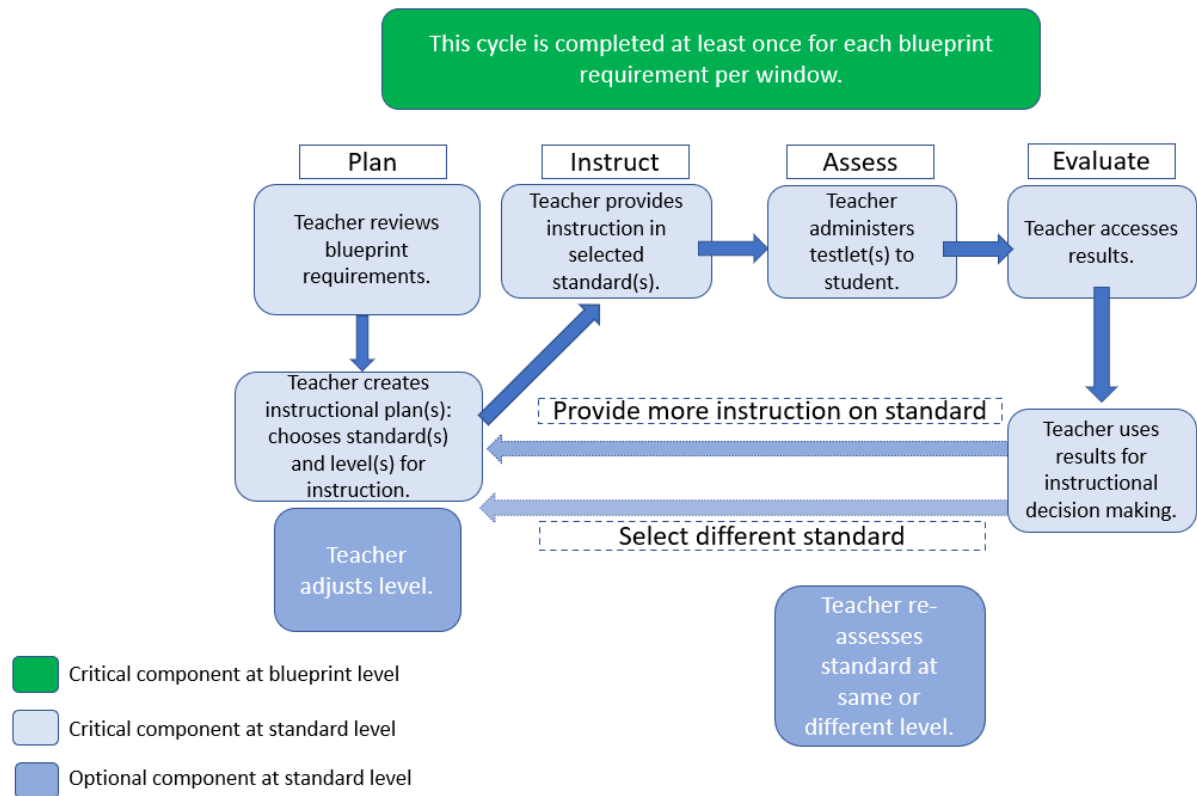 This cycle is completed at least once for each blueprint
requirement per window.
Plan
Instruct
Assess
Evaluate
Teacher reviews
blueprint
requirements.
Teacher provides
instruction in
selected
standard(s).
Teacher
administers
testlet(s) to
student.
Teacher accesses
results.
Teacher creates
instructional plan(s):
chooses standard(s)
and level(s) for
instruction.
Provide more instruction on standard
Select different standard
Teacher uses
results for
instructional
decision making.
Teacher
adjusts level.
Teacher re-
assesses
standard at
same or
different level.
Critical component at blueprint level
Critical component at standard level
Optional component at standard level